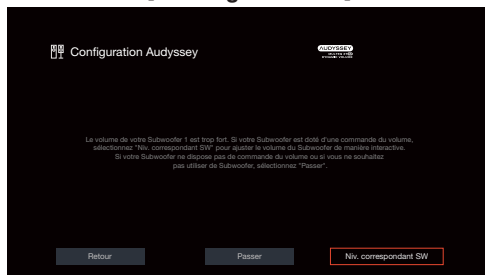 Configuration Audyssey
AUDYSSEY
Le volume de votre Subwoofer 1 est trop fort. Si votre Subwoofer est doté d'une commande du volume,
sélectionnez "Niv. correspondant SW" pour ajuster le volume du Subwoofer de manière interactive.
Si votre Subwoofer ne dispose pas de commande du volume ou si vous ne souhaitez
pas utiliser de Subwoofer, sélectionnez "Passer".
Retour
Passer
Niv. correspondant SW